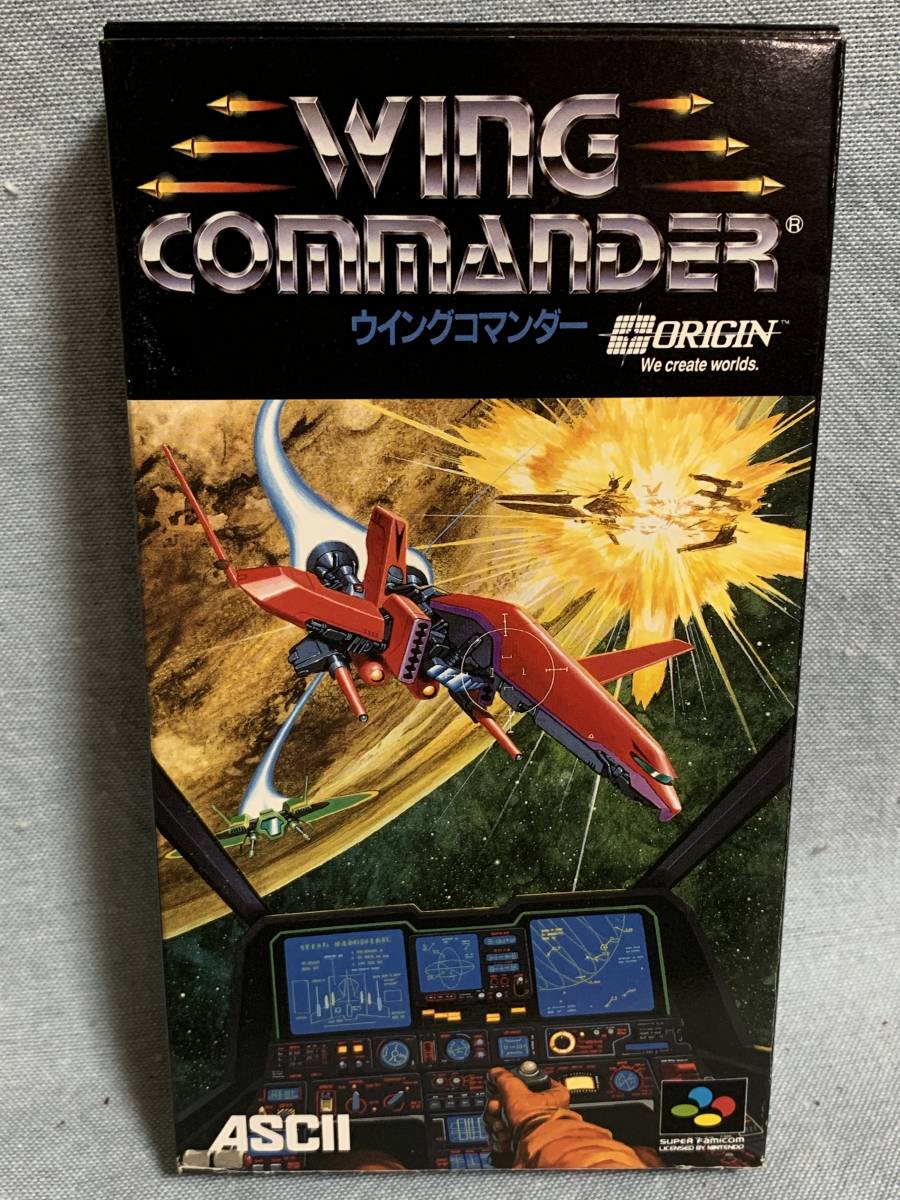 WING
COMMANDER®
ウイングコマンダー
ORIGIN™
We create worlds.
ASCII
SUPER FAMICOM
LICENSED BY NINTENDO